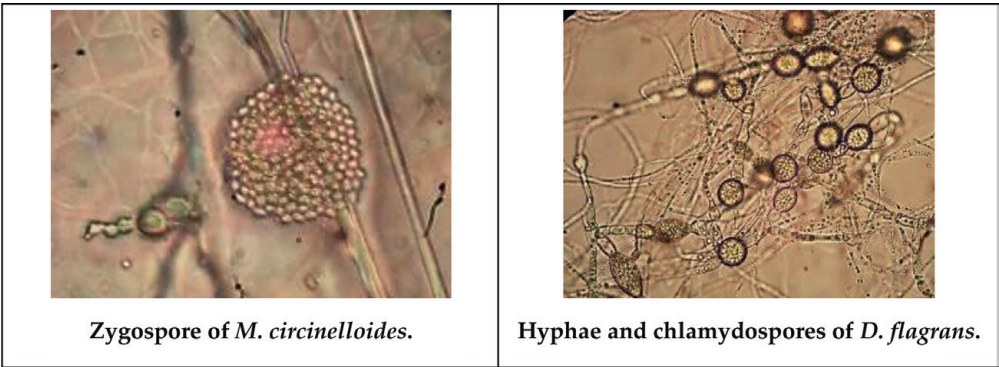 Zygospore of M. circinelloides.
Hyphae and chlamydospores of D. flagrans.